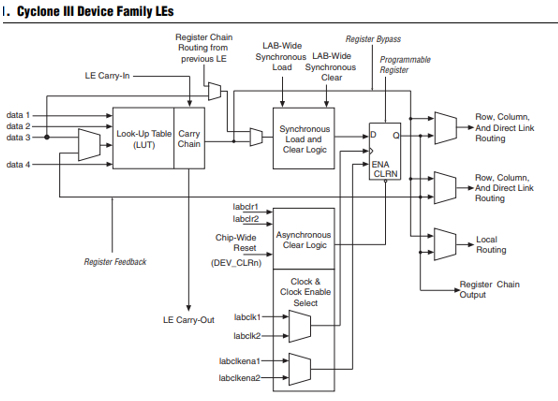 . Cyclone III Device Family LEs
Register Chain
Routing from
previous LE
LAB-Wide
Synchronous
Load
LAB-Wide
Synchronous
Clear
Register Bypass
Programmable
Register
LE Carry-In
data 1
data 2
data 3
data 4
Look-Up Table
(LUT)
Carry
Chain
Synchronous
Load and
Clear Logic
D
Q
ENA
CLRN
Row, Column,
And Direct Link
Routing
Row, Column,
And Direct Link
Routing
Local
Routing
Register Chain
Output
labclr1
labclr2
Chip-Wide
Reset
(DEV_CLRn)
Asynchronous
Clear Logic
Register Feedback
Clock &
Clock Enable
Select
LE Carry-Out
labclk1
labclk2
labclkena1
labclkena2